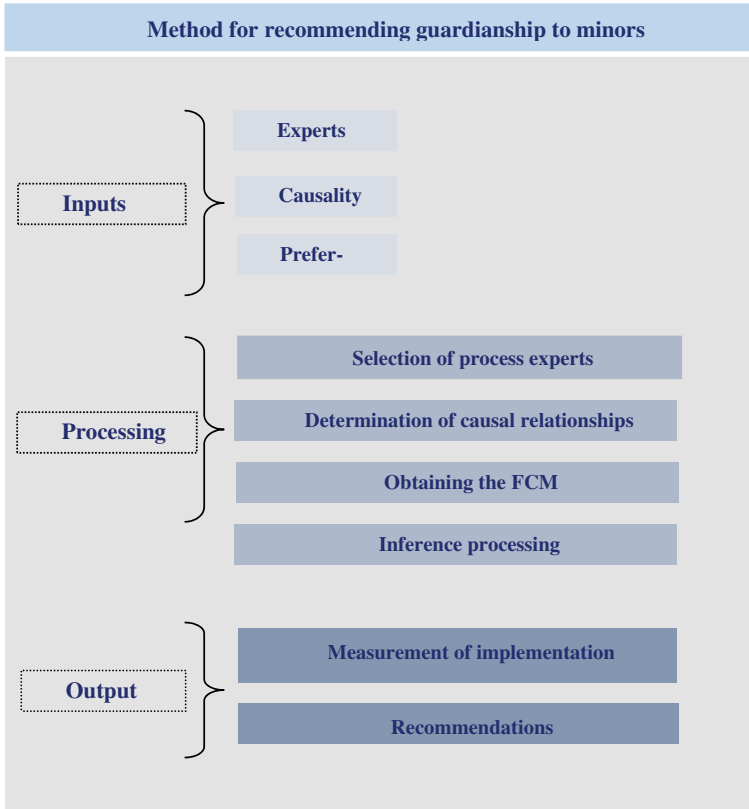 Method for recommending guardianship to minors
Inputs
Experts
Causality
Prefer-
Processing
Selection of process experts
Determination of causal relationships
Obtaining the FCM
Inference processing
Output
Measurement of implementation
Recommendations